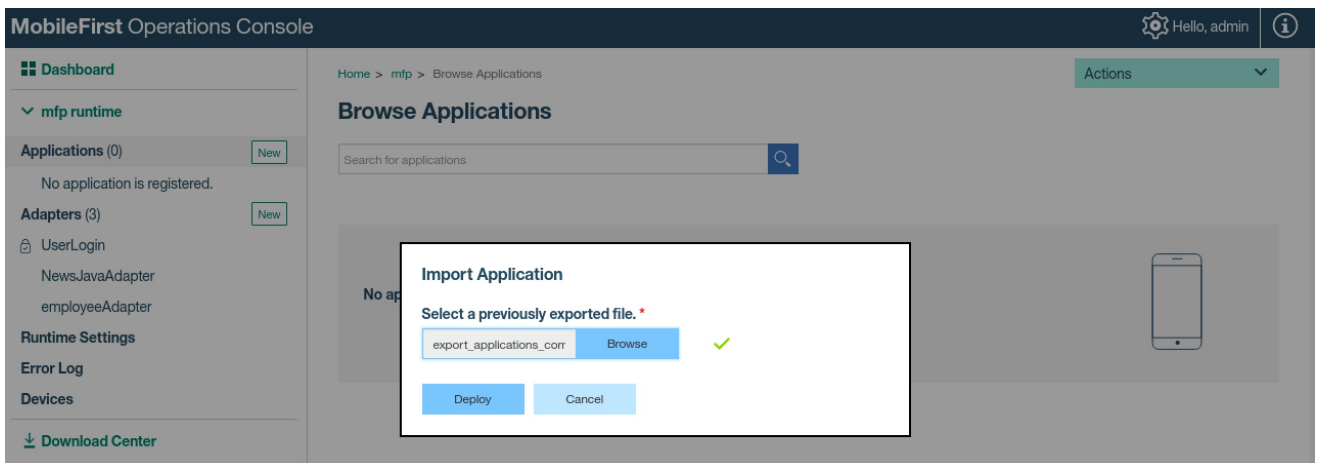 MobileFirst Operations Console
Hello, admin
Dashboard
mfp runtime
Applications (0)
New
No application is registered.
Adapters (3)
New
UserLogin
NewsJavaAdapter
employeeAdapter
Runtime Settings
Error Log
Devices
Download Center
Home > mfp > Browse Applications
Actions
Browse Applications
Search for applications
No ap
Import Application
Select a previously exported file. *
export_applications_com
Browse
Deploy
Cancel